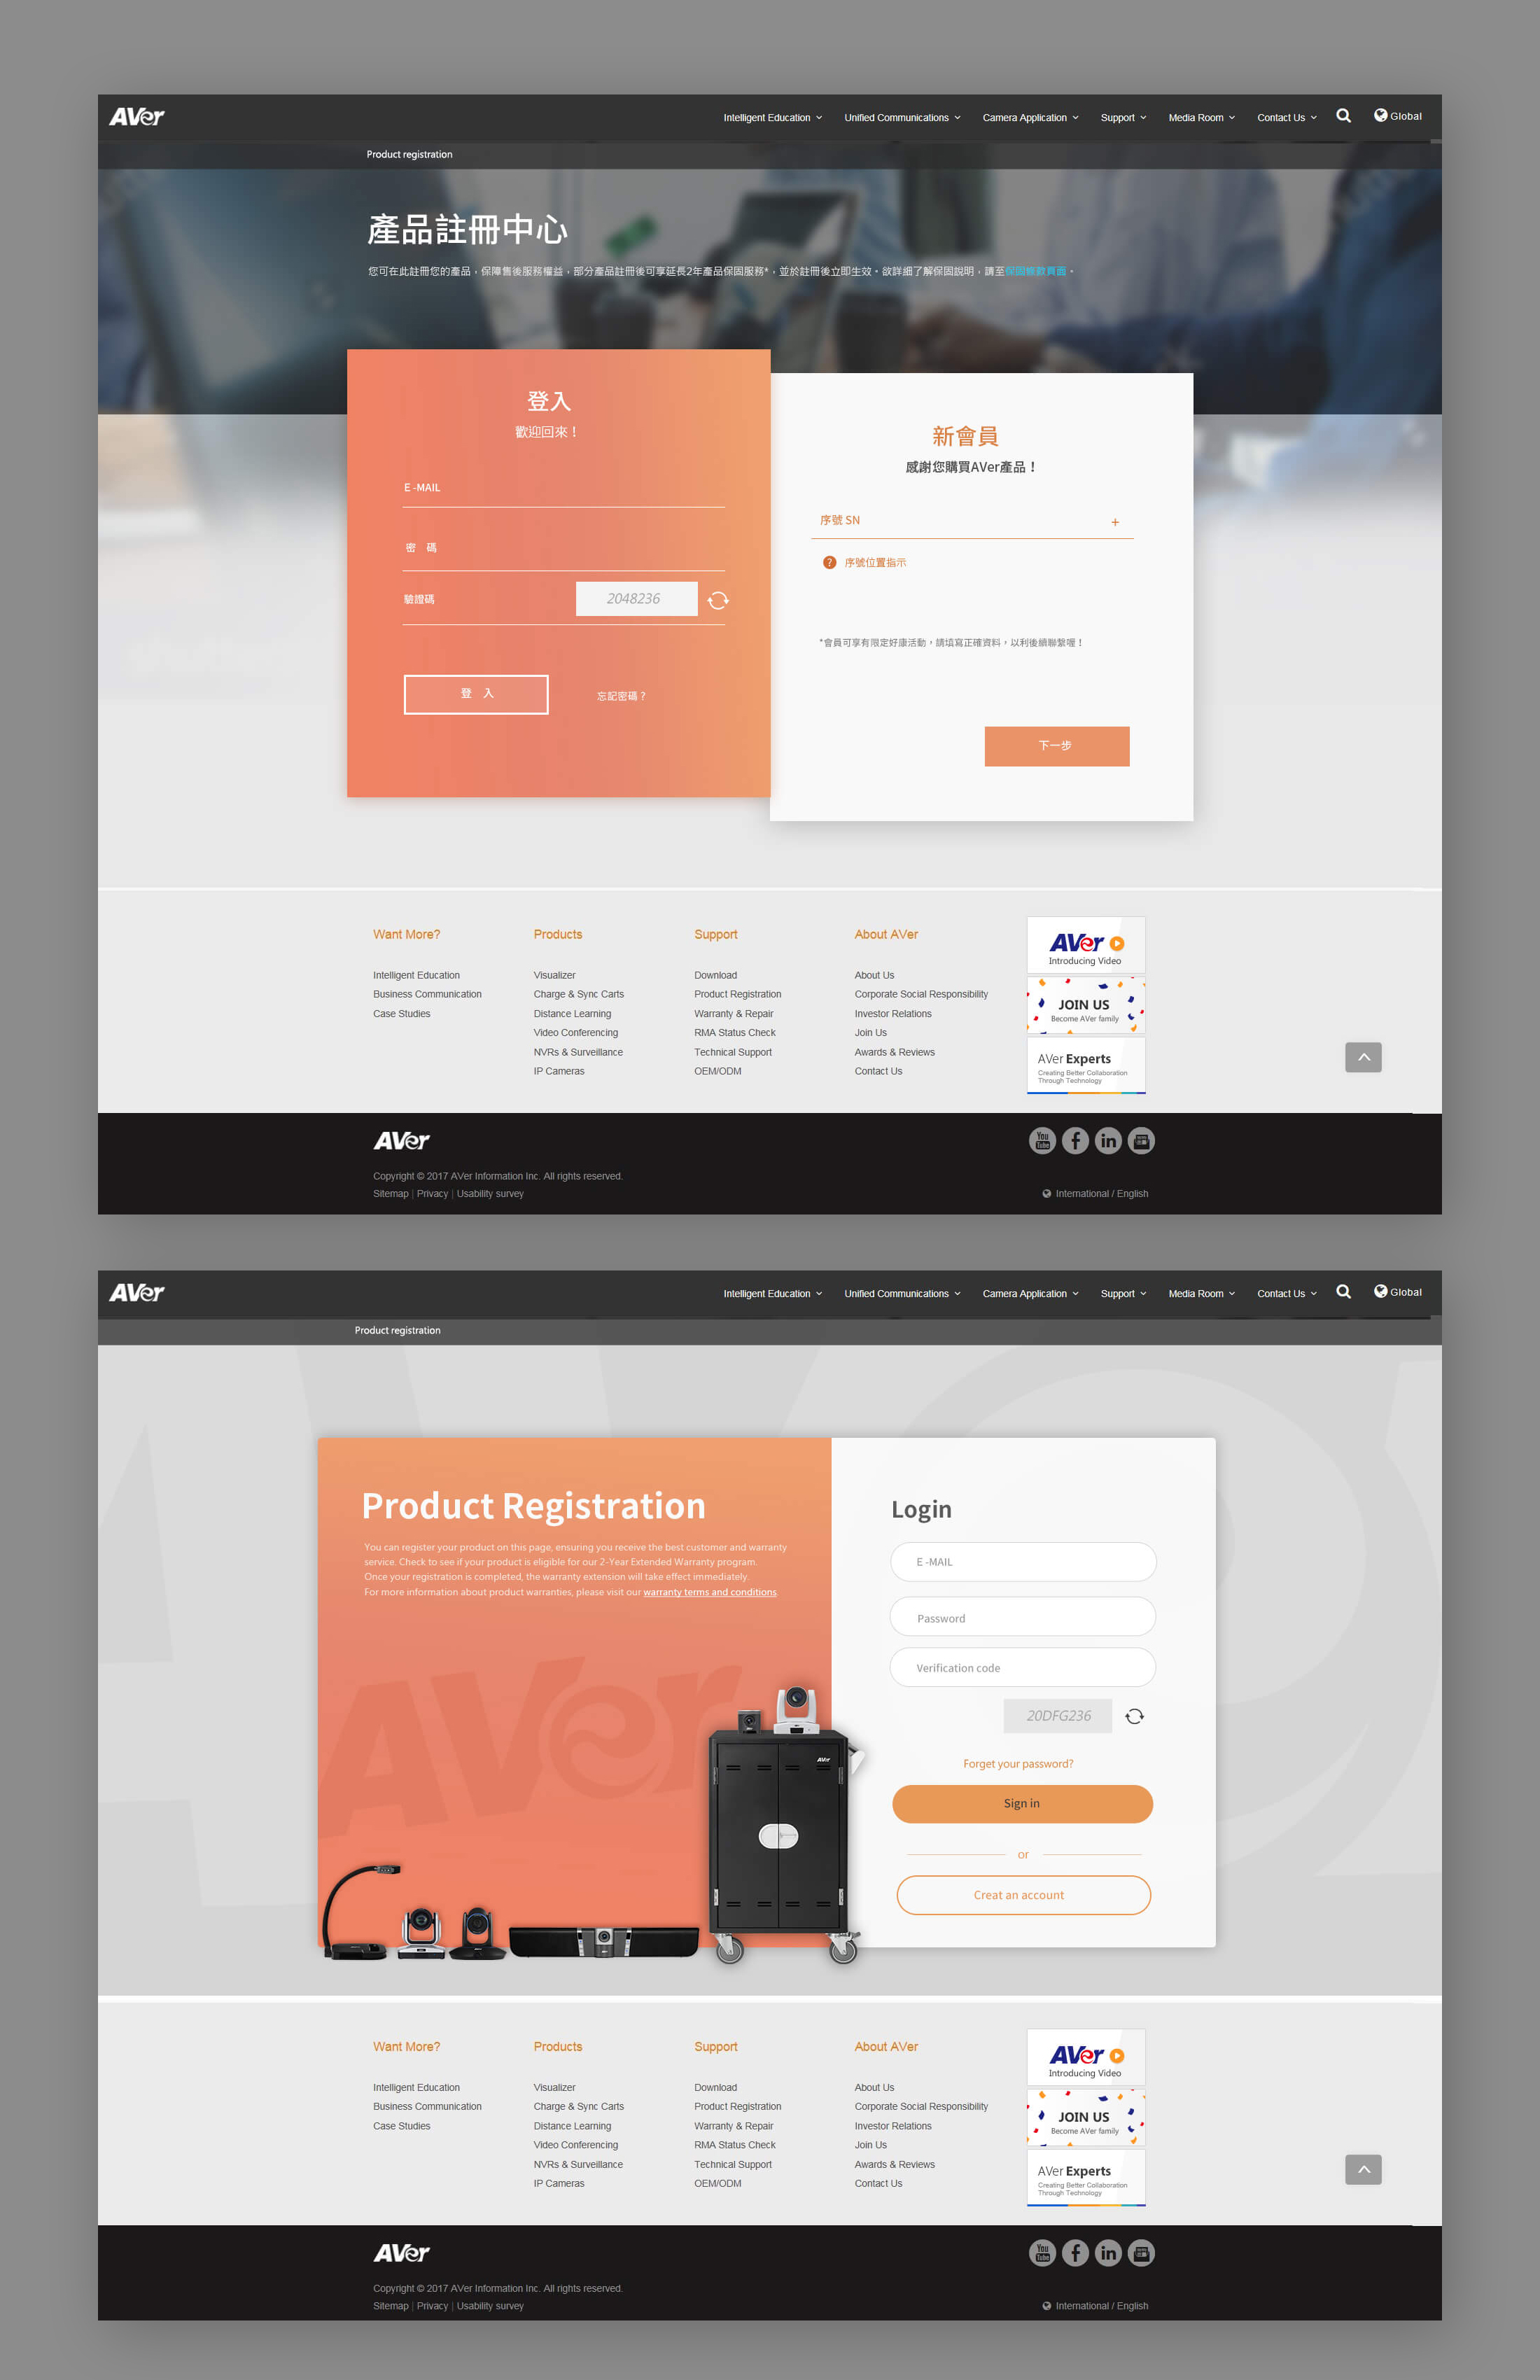 AVer
Intelligent Education
Unified Communications
Camera Application
Support
Media Room
Contact Us
Global
Product registration
產品註冊中心
您可在此註冊您的產品，保障售後服務權益，部分產品註冊後可享延長2年產品保固服務*，並於註冊後立即生效。欲詳細了解保固說明，請至保固條款頁面。
登入
歡迎回來！
E -MAIL
密 碼
驗證碼
2048236
登 入
忘記密碼？
新會員
感謝您購買AVer產品！
序號 SN
+
? 序號位置指示
*會員可享有限定好康活動，請填寫正確資料，以利後續聯繫喔！
下一步
Want More?
Intelligent Education
Business Communication
Case Studies
Products
Visualizer
Charge & Sync Carts
Distance Learning
Video Conferencing
NVRs & Surveillance
IP Cameras
Support
Download
Product Registration
Warranty & Repair
RMA Status Check
Technical Support
OEM/ODM
About AVer
About Us
Corporate Social Responsibility
Investor Relations
Join Us
Awards & Reviews
Contact Us
AVer
Introducing Video
JOIN US
Become AVer family
AVer Experts
Creating Better Collaboration
Through Technology
AVer
You
Tube
f
in
Copyright © 2017 AVer Information Inc. All rights reserved.
Sitemap | Privacy | Usability survey
International / English
AVer
Intelligent Education
Unified Communications
Camera Application
Support
Media Room
Contact Us
Global
Product registration
Product Registration
You can register your product on this page, ensuring you receive the best customer and warranty
service. Check to see if your product is eligible for our 2-Year Extended Warranty program.
Once your registration is completed, the warranty extension will take effect immediately.
For more information about product warranties, please visit our warranty terms and conditions.
AVer
AVer
Login
E -MAIL
Password
Verification code
20DFG236
Forget your password?
Sign in
or
Creat an account
Want More?
Intelligent Education
Business Communication
Case Studies
Products
Visualizer
Charge & Sync Carts
Distance Learning
Video Conferencing
NVRs & Surveillance
IP Cameras
Support
Download
Product Registration
Warranty & Repair
RMA Status Check
Technical Support
OEM/ODM
About AVer
About Us
Corporate Social Responsibility
Investor Relations
Join Us
Awards & Reviews
Contact Us
AVer
Introducing Video
JOIN US
Become AVer family
AVer Experts
Creating Better Collaboration
Through Technology
AVer
You
Tube
f
in
Copyright © 2017 AVer Information Inc. All rights reserved.
Sitemap | Privacy | Usability survey
International / English